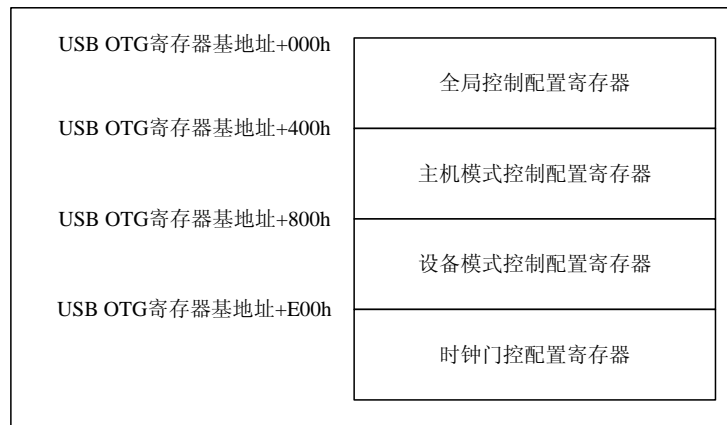 USB OTG寄存器基地址+000h
全局控制配置寄存器
USB OTG寄存器基地址+400h
主机模式控制配置寄存器
USB OTG寄存器基地址+800h
设备模式控制配置寄存器
USB OTG寄存器基地址+E00h
时钟门控配置寄存器